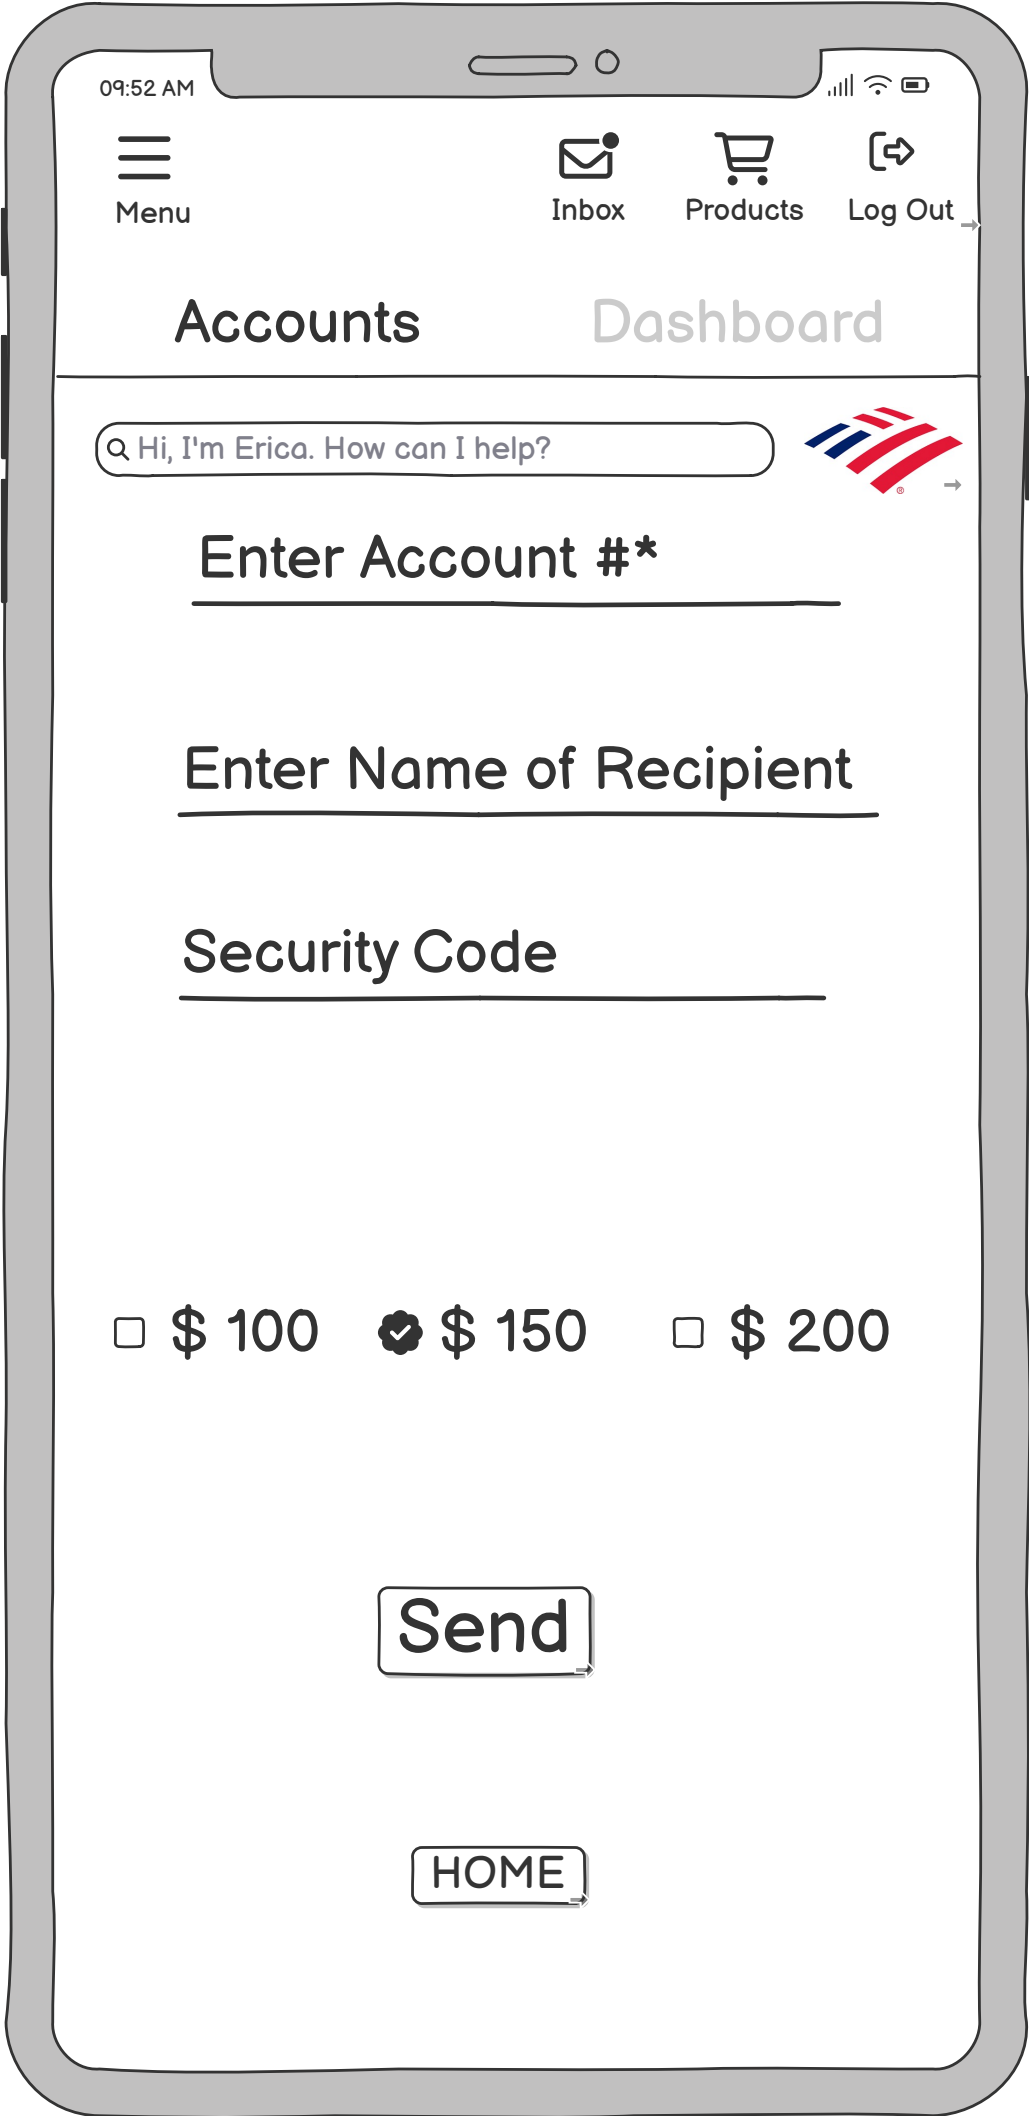 09:52 AM
Menu
Inbox
Products
Log Out
Accounts
Dashboard
Hi, I'm Erica. How can I help?
®
Enter Account #*
Enter Name of Recipient
Security Code
$ 100 $ 150 $ 200
Send
HOME